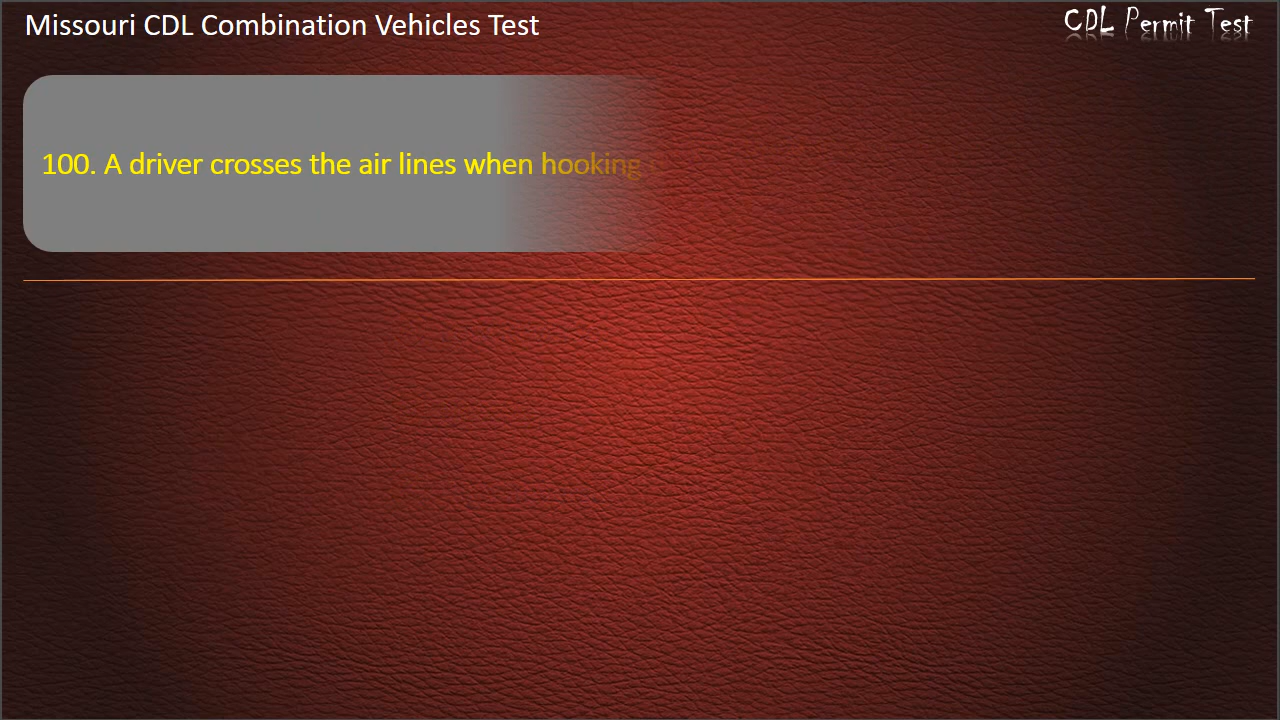 Missouri CDL Combination Vehicles Test
CDL Permit Test
100. A driver crosses the air lines when hooking